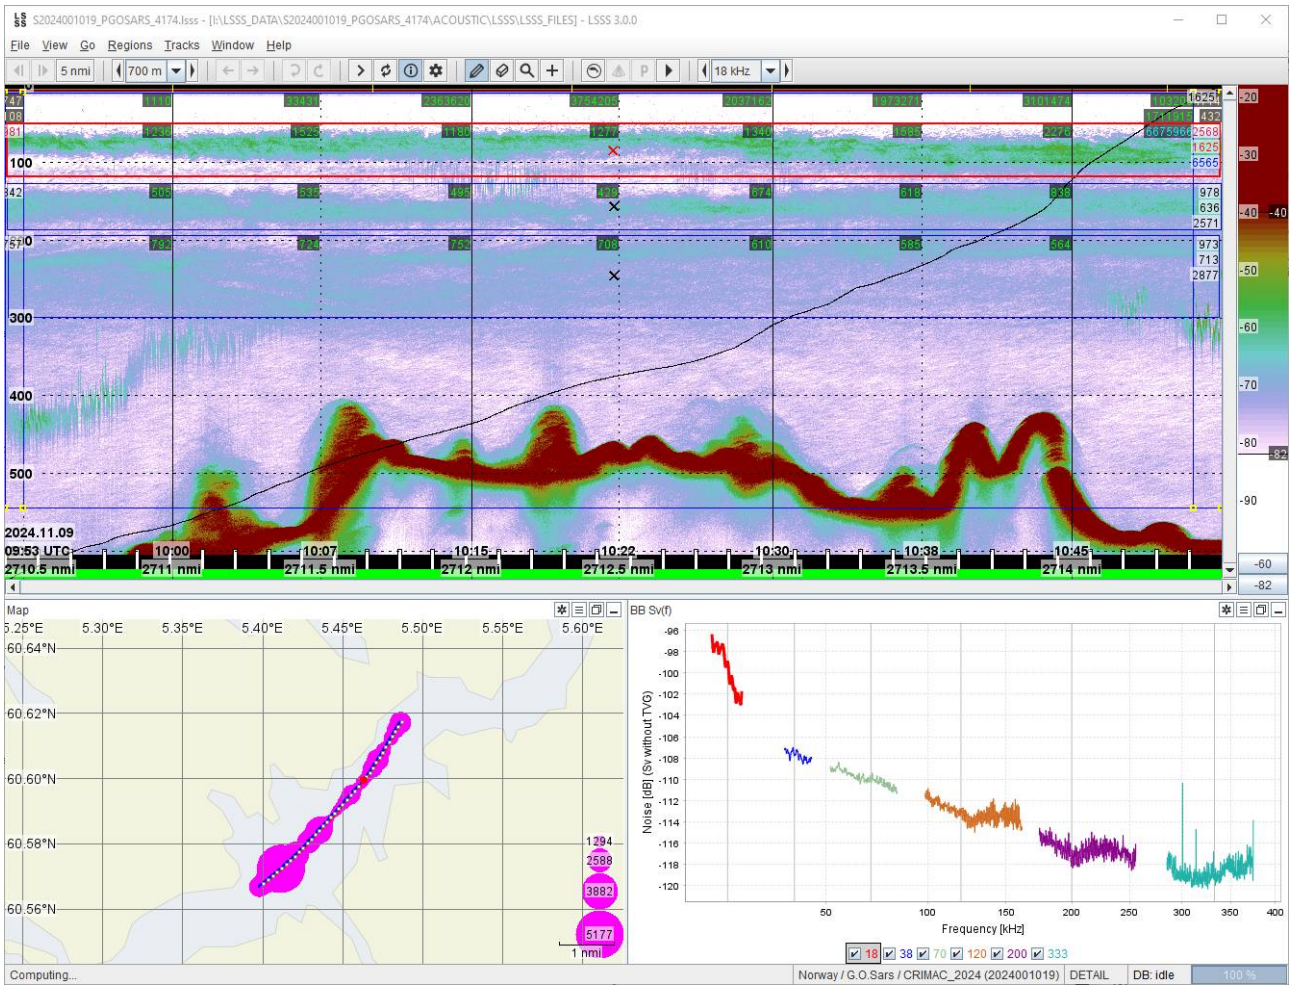 LSSS S2024001019_PGOSARS_4174.lsss - [I:\LSSS_DATA\S2024001019_PGOSARS_4174\ACOUSTIC\LSSS\LSSS_FILES] - LSSS 3.0.0
File View Go Regions Tracks Window Help
5 nmi 700 m P 18 kHz
1110 33431 2363620 3754205 2037162 1973271 3101474 1625
1711915 432
1236 1525 1180 1277 1340 1585 2275 6675966 2568
1625
100 6565
505 535 495 429 674 618 838 978
636
2571
792 724 752 706 610 585 564 973
713
2877
300
400
500
2024.11.09
09:53 UTC 10:00 10:07 10:15 10:22 10:30 10:38 10:45
2710.5 nmi 2711 nmi 2711.5 nmi 2712 nmi 2712.5 nmi 2713 nmi 2713.5 nmi 2714 nmi
-20
-30
-40 -40
-50
-60
-70
-80
-82
-90
-60
-82
Map
5.25°E 5.30°E 5.35°E 5.40°E 5.45°E 5.50°E 5.55°E 5.60°E
60.64°N
60.62°N
60.60°N
60.58°N
60.56°N
1294
2588
3882
5177
1 nmi
BB Sv(f)
Noise [dB] (Sv without TVG)
-96
-98
-100
-102
-104
-106
-108
-110
-112
-114
-116
-118
-120
50 100 150 200 250 300 350 400
Frequency [kHz]
18 38 70 120 200 333
Computing... Norway / G.O.Sars / CRIMAC_2024 (2024001019) DETAIL DB: idle 100 %